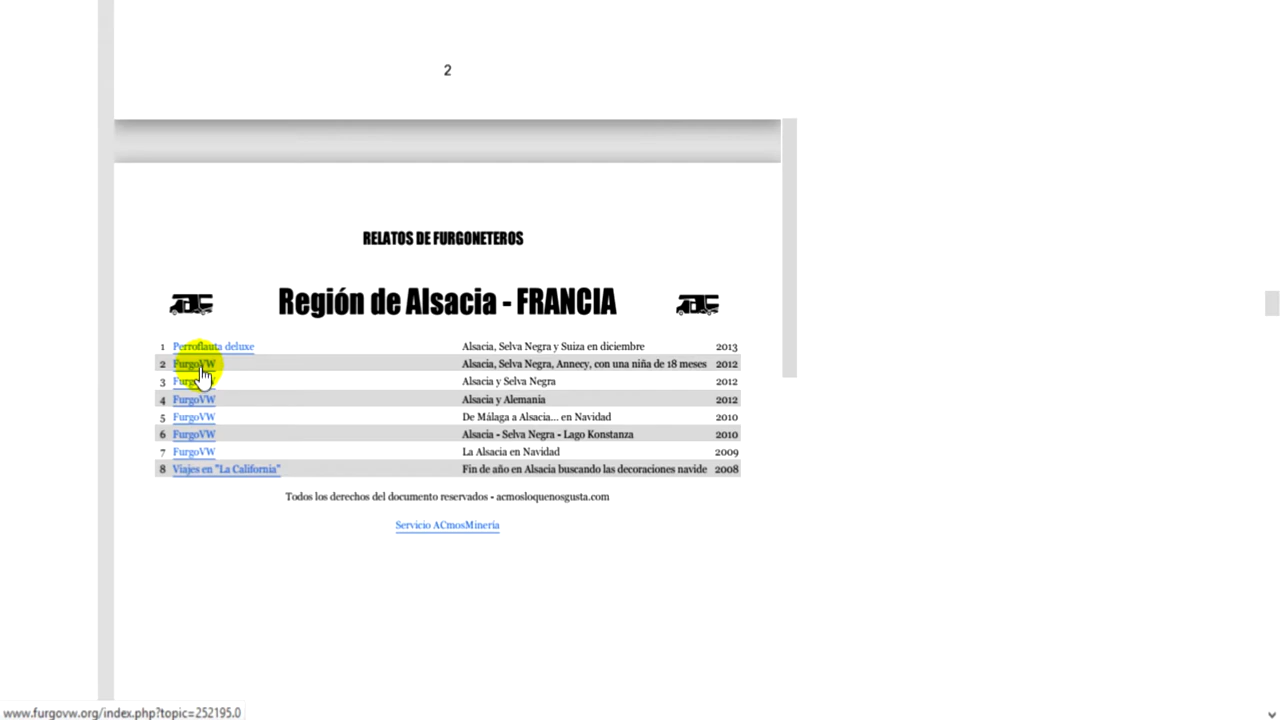 2
RELATOS DE FURGONETEROS
Región de Alsacia - FRANCIA
1 Perroflauta deluxe Alsacia, Selva Negra y Suiza en diciembre 2013
2 FurgoVW Alsacia, Selva Negra, Annecy, con una niña de 18 meses 2012
3 Alsacia y Selva Negra 2012
4 FurgoVW Alsacia y Alemania 2012
5 FurgoVW De Málaga a Alsacia... en Navidad 2010
6 FurgoVW Alsacia - Selva Negra - Lago Konstanza 2010
7 FurgoVW La Alsacia en Navidad 2009
8 Viajes en "La California" Fin de año en Alsacia buscando las decoraciones navide 2008
Todos los derechos del documento reservados - acmosloquenosgusta.com
Servicio ACmosMinería
www.furgovw.org/index.php?topic=252195.0